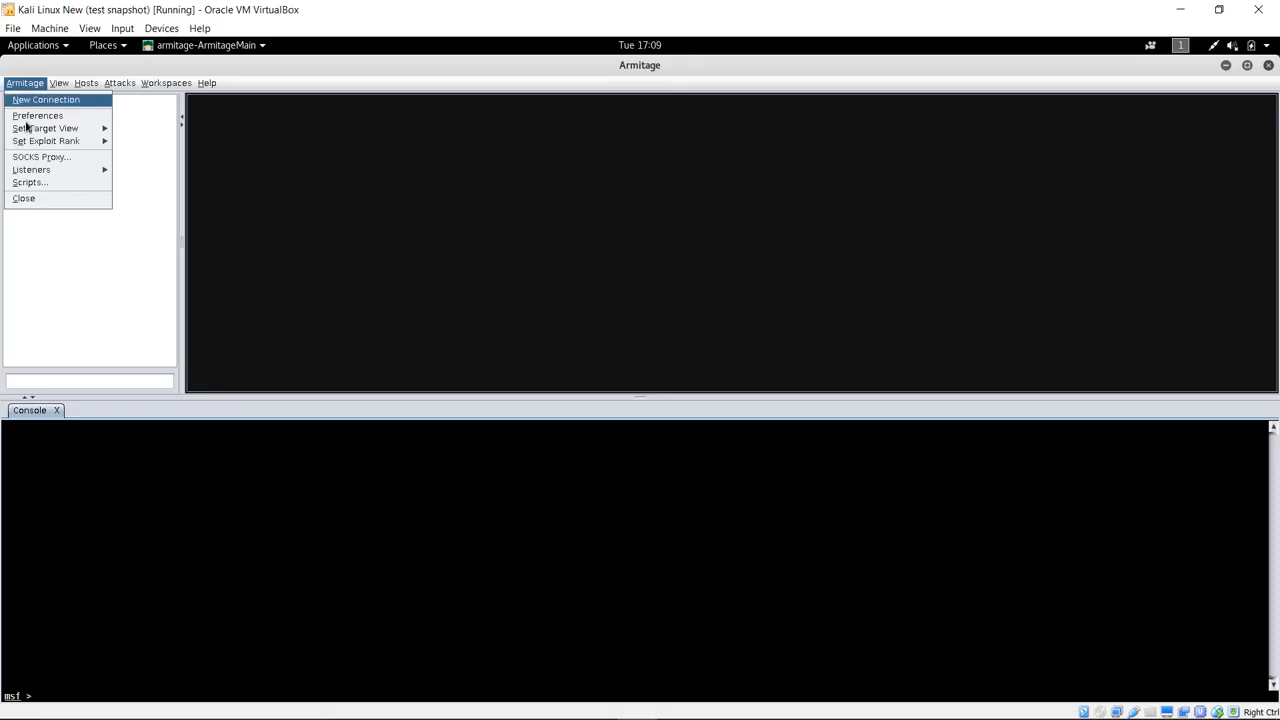 Kali Linux New (test snapshot) [Running] - Oracle VM VirtualBox
File Machine View Input Devices Help
Applications Places armitage-ArmitageMain Tue 17:09 1
Armitage
Armitage View Hosts Attacks Workspaces Help
New Connection
Preferences
Set Target View
Set Exploit Rank
SOCKS Proxy...
Listeners
Scripts...
Close
Console X
msf >
Right Ctrl